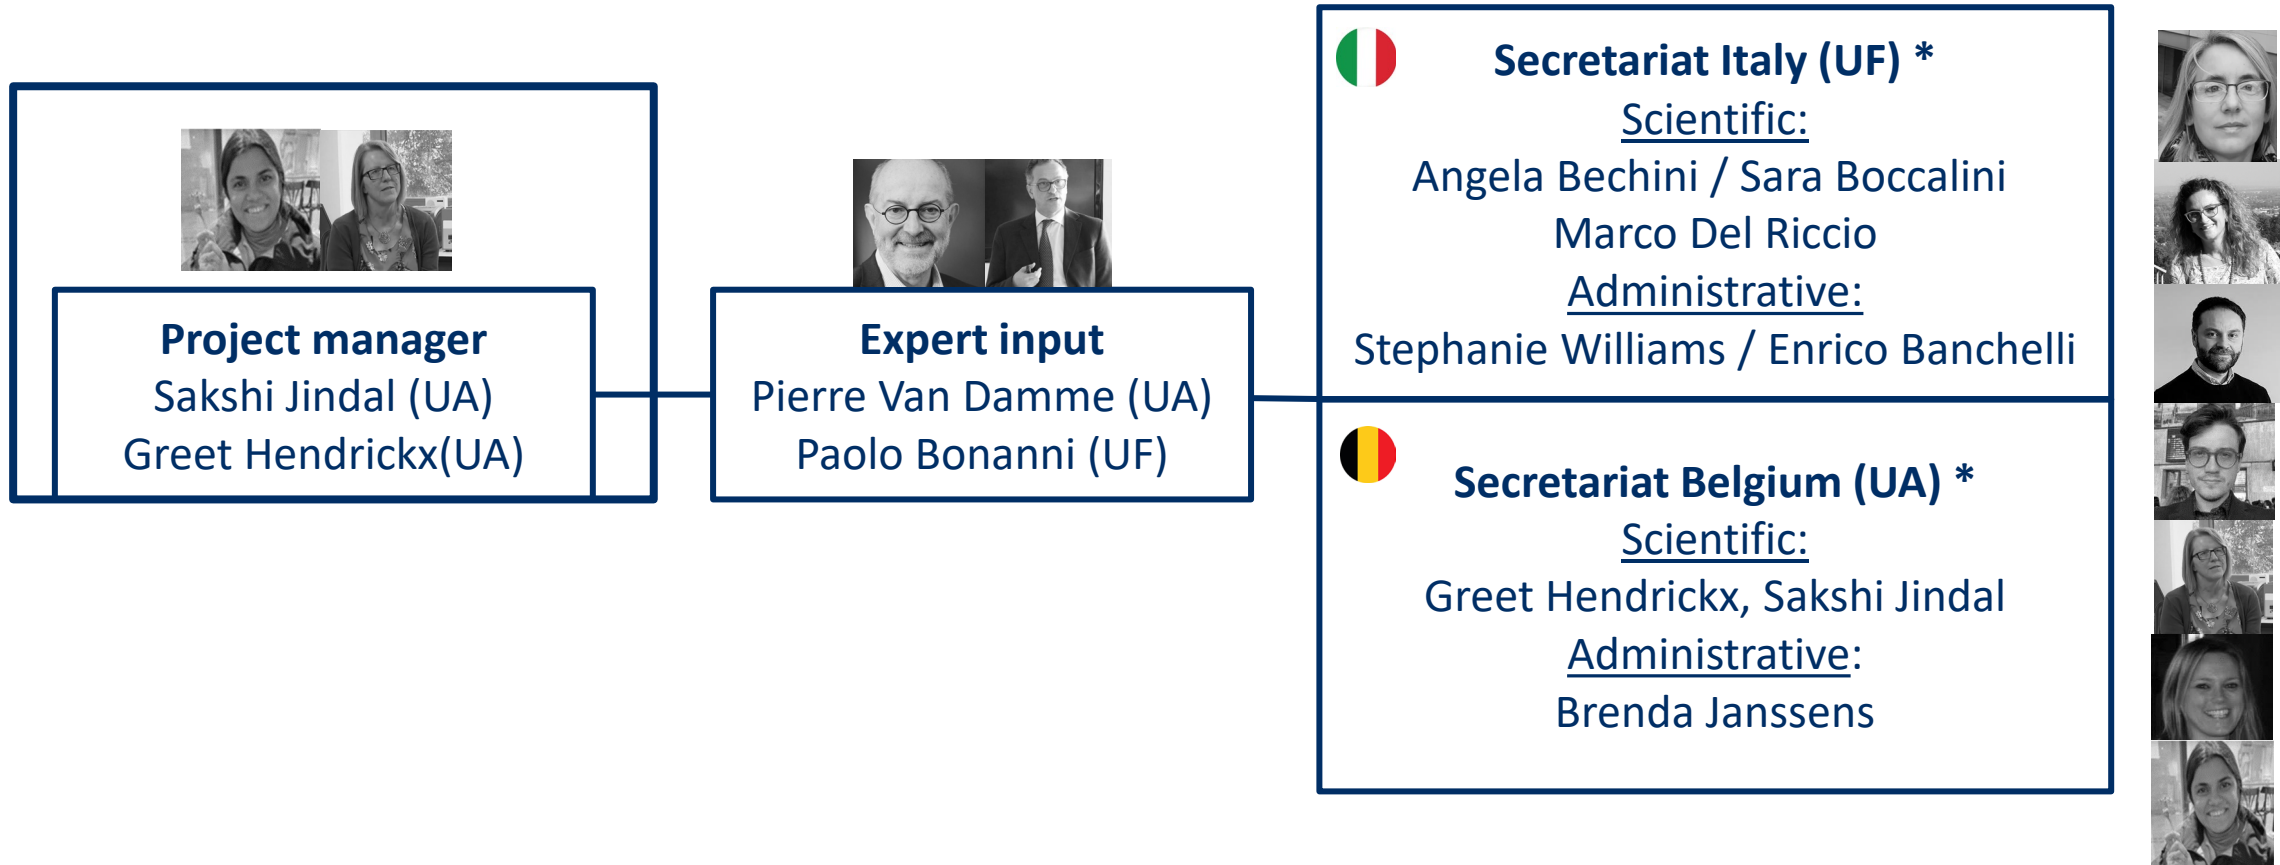 Project manager
Sakshi Jindal (UA)
Greet Hendrickx(UA)
Expert input
Pierre Van Damme (UA)
Paolo Bonanni (UF)
Secretariat Italy (UF) *
Scientific:
Angela Bechini / Sara Boccalini
Marco Del Riccio
Administrative:
Stephanie Williams / Enrico Banchelli
Secretariat Belgium (UA) *
Scientific:
Greet Hendrickx, Sakshi Jindal
Administrative:
Brenda Janssens